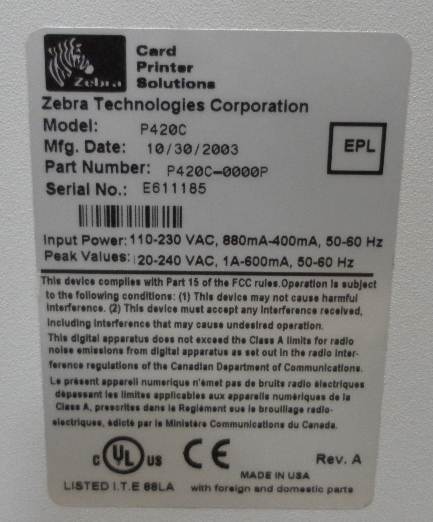 Zebra
Card
Printer
Solutions
Zebra Technologies Corporation
Model: P420C
Mfg. Date: 10/30/2003
Part Number: P420C-0000P
Serial No.: E611185
EPL
Input Power: 110-230 VAC, 880mA-400mA, 50-60 Hz
Peak Values: 120-240 VAC, 1A-600mA, 50-60 Hz
This device complies with Part 15 of the FCC rules. Operation is subject
to the following conditions: (1) This device may not cause harmful
interference. (2) This device must accept any interference received,
including interference that may cause undesired operation.
This digital apparatus does not exceed the Class A limits for radio
noise emissions from digital apparatus as set out in the radio inter-
ference regulations of the Canadian Department of Communications.
Le présent appareil numerique n'émet pas de bruits radio électriques
dépassant les limites applicables aux appareils numériques de la
Class A, prescrites dans le Reglement sue le brouillage radio-
electriques, édicté par le Ministère Communications du Canada.
C UL US CE Rev. A
MADE IN USA
LISTED I.T.E 88LA with foreign and domestic parts